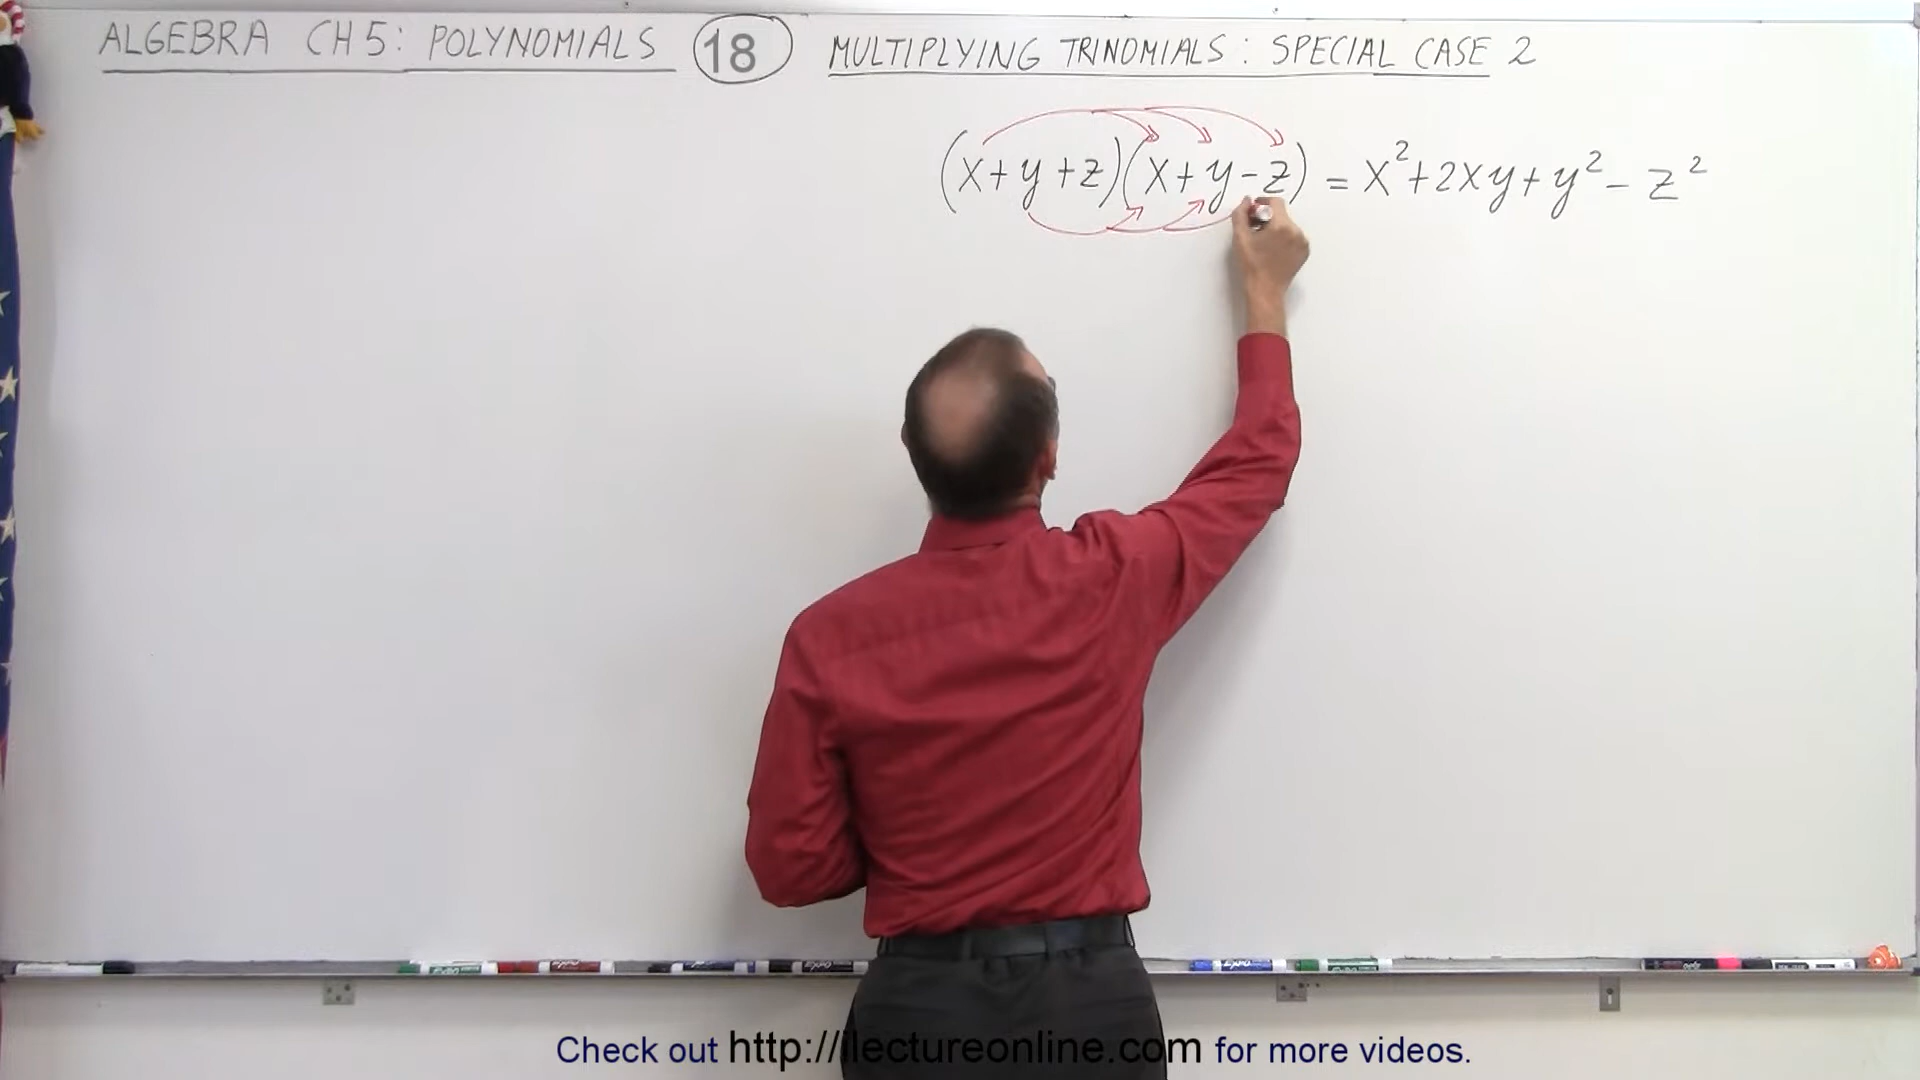 ALGEBRA CH 5: POLYNOMIALS 18 MULTIPLYING TRINOMIALS: SPECIAL CASE 2
(x+y+z)(x+y-z) = x²+2xy+y²-z²
Check out http://ilectureonline.com for more videos.